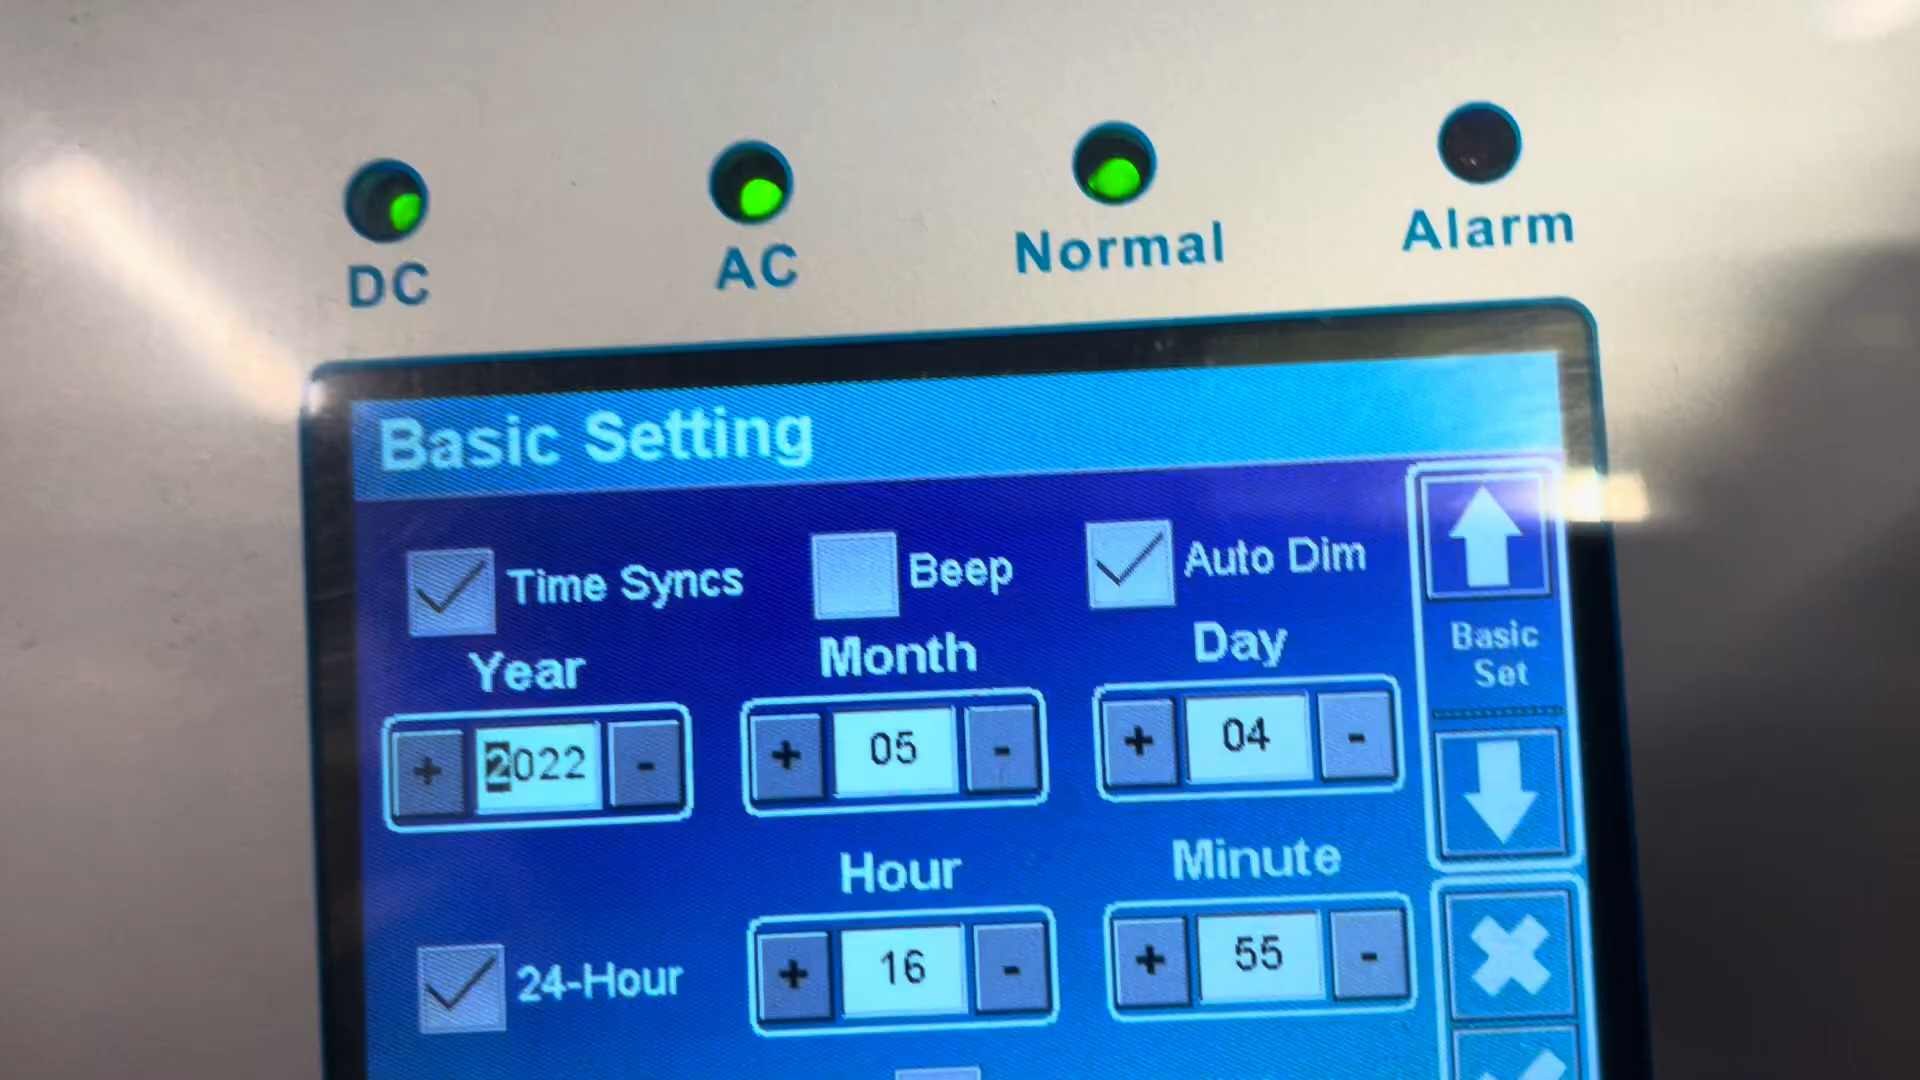 DC AC Normal Alarm
Basic Setting
Time Syncs Beep Auto Dim
Year Month Day
+ 2022 - + 05 - + 04 -
Basic
Set
Hour Minute
24-Hour + 16 - + 55 -